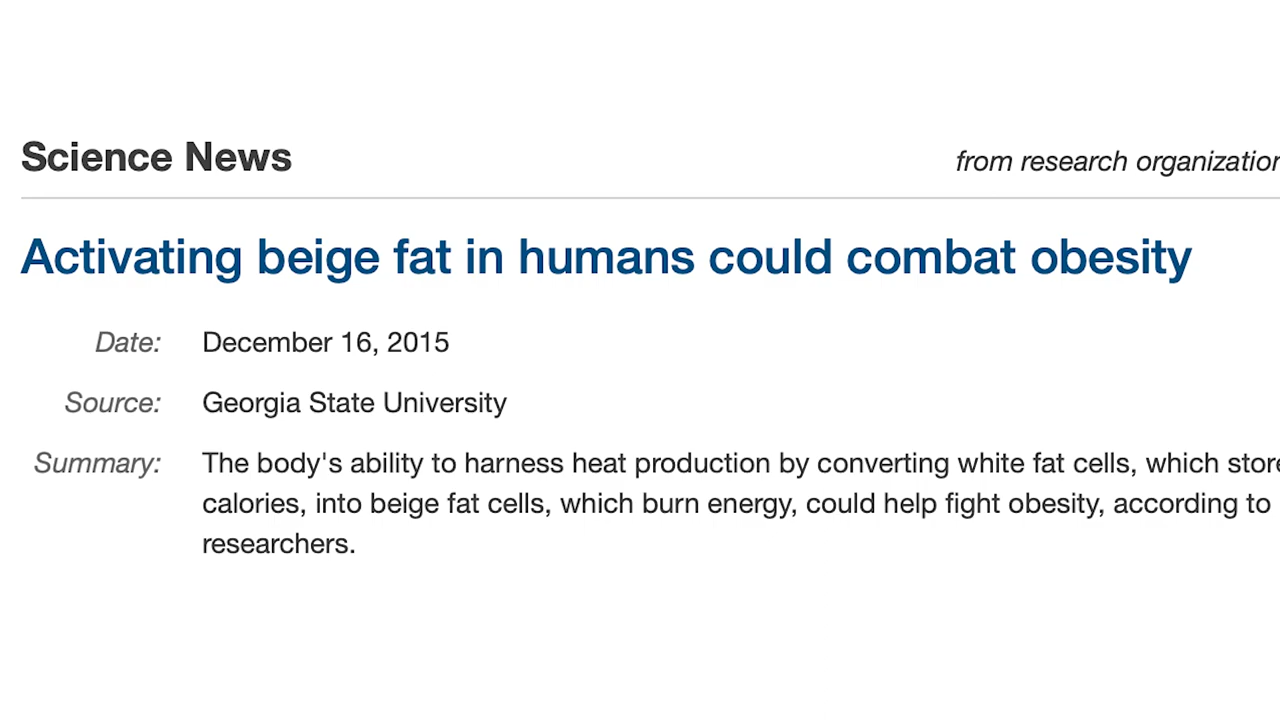 Science News
from research organization
Activating beige fat in humans could combat obesity
Date: December 16, 2015
Source: Georgia State University
Summary: The body's ability to harness heat production by converting white fat cells, which store
calories, into beige fat cells, which burn energy, could help fight obesity, according to
researchers.